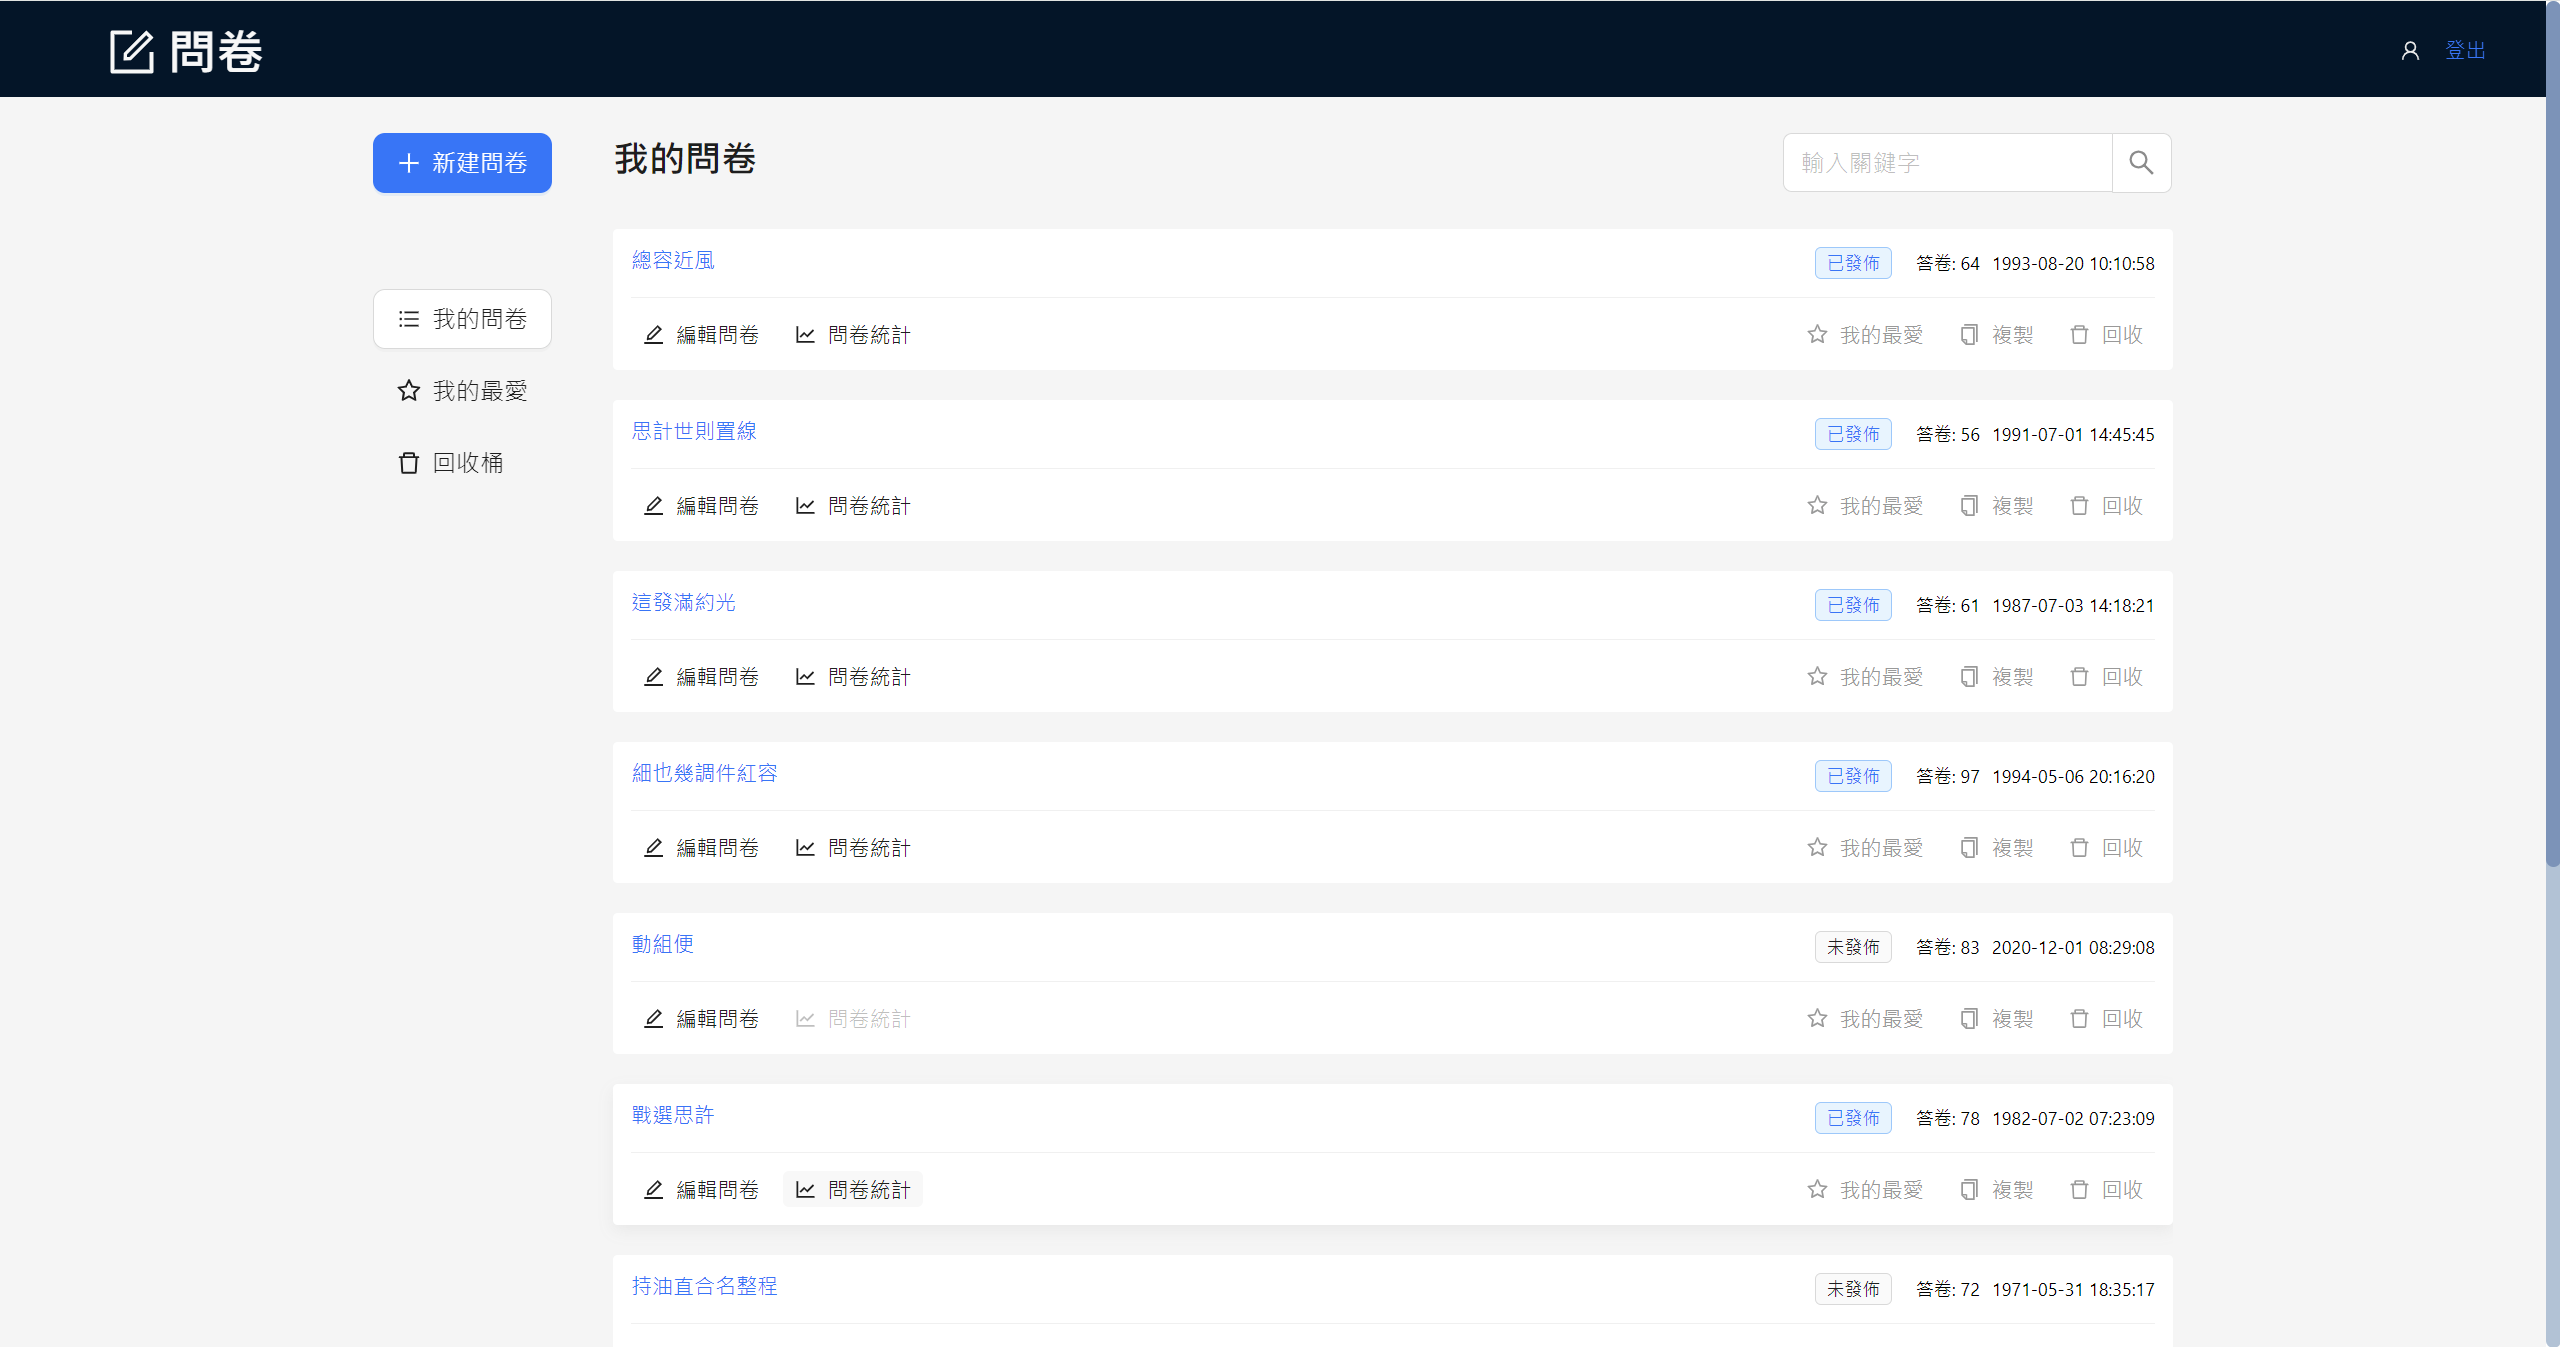 問卷
登出
新建問卷
我的問卷
我的最愛
回收桶
我的問卷
輸入關鍵字
總容近風
已發佈 答卷: 64 1993-08-20 10:10:58
編輯問卷 問卷統計 我的最愛 複製 回收
思計世則置線
已發佈 答卷: 56 1991-07-01 14:45:45
編輯問卷 問卷統計 我的最愛 複製 回收
這發滿約光
已發佈 答卷: 61 1987-07-03 14:18:21
編輯問卷 問卷統計 我的最愛 複製 回收
細也幾調件紅容
已發佈 答卷: 97 1994-05-06 20:16:20
編輯問卷 問卷統計 我的最愛 複製 回收
動組便
未發佈 答卷: 83 2020-12-01 08:29:08
編輯問卷 問卷統計 我的最愛 複製 回收
戰選思許
已發佈 答卷: 78 1982-07-02 07:23:09
編輯問卷 問卷統計 我的最愛 複製 回收
持油直合名整程
未發佈 答卷: 72 1971-05-31 18:35:17